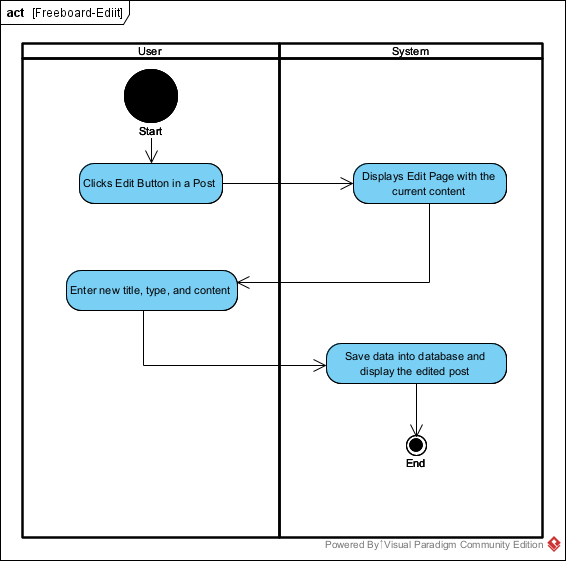 act [Freeboard-Ediit]
User
System
Start
Clicks Edit Button in a Post
Displays Edit Page with the
current content
Enter new title, type, and content
Save data into database and
display the edited post
End
Powered By Visual Paradigm Community Edition